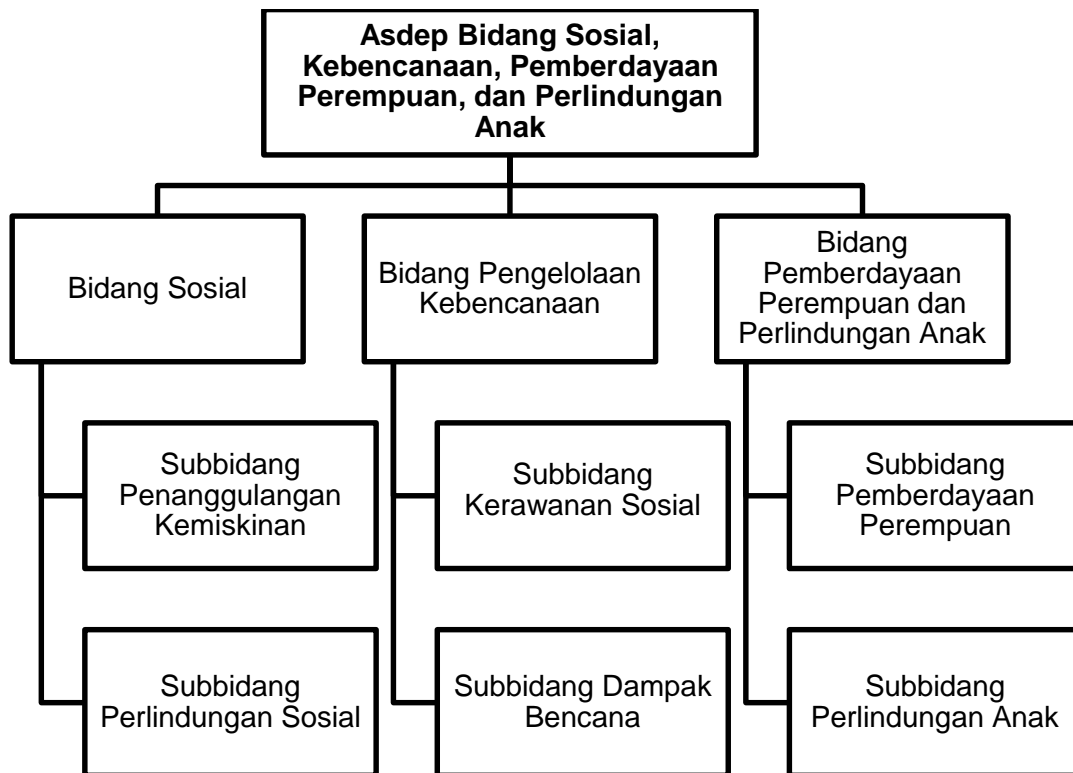 Asdep Bidang Sosial,
Kebencanaan, Pemberdayaan
Perempuan, dan Perlindungan
Anak
Bidang Sosial
Bidang Pengelolaan
Kebencanaan
Bidang
Pemberdayaan
Perempuan dan
Perlindungan Anak
Subbidang
Penanggulangan
Kemiskinan
Subbidang
Kerawanan Sosial
Subbidang
Pemberdayaan
Perempuan
Subbidang
Perlindungan Sosial
Subbidang Dampak
Bencana
Subbidang
Perlindungan Anak